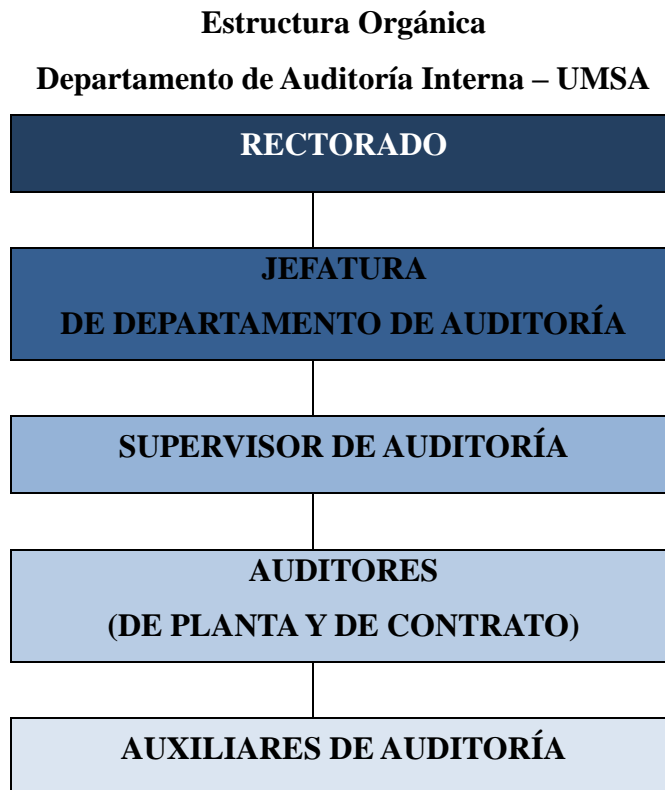 Estructura Orgánica
Departamento de Auditoría Interna – UMSA
RECTORADO
JEFATURA
DE DEPARTAMENTO DE AUDITORÍA
SUPERVISOR DE AUDITORÍA
AUDITORES
(DE PLANTA Y DE CONTRATO)
AUXILIARES DE AUDITORÍA